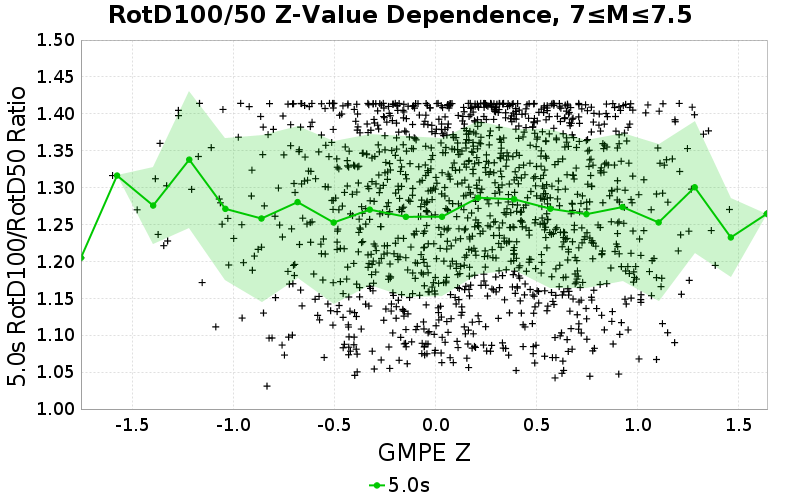 RotD100/50 Z-Value Dependence, 7≤M≤7.5
5.0s RotD100/RotD50 Ratio
1.50
1.45
1.40
1.35
1.30
1.25
1.20
1.15
1.10
1.05
1.00
-1.5 -1.0 -0.5 0.0 0.5 1.0 1.5
GMPE Z
5.0s